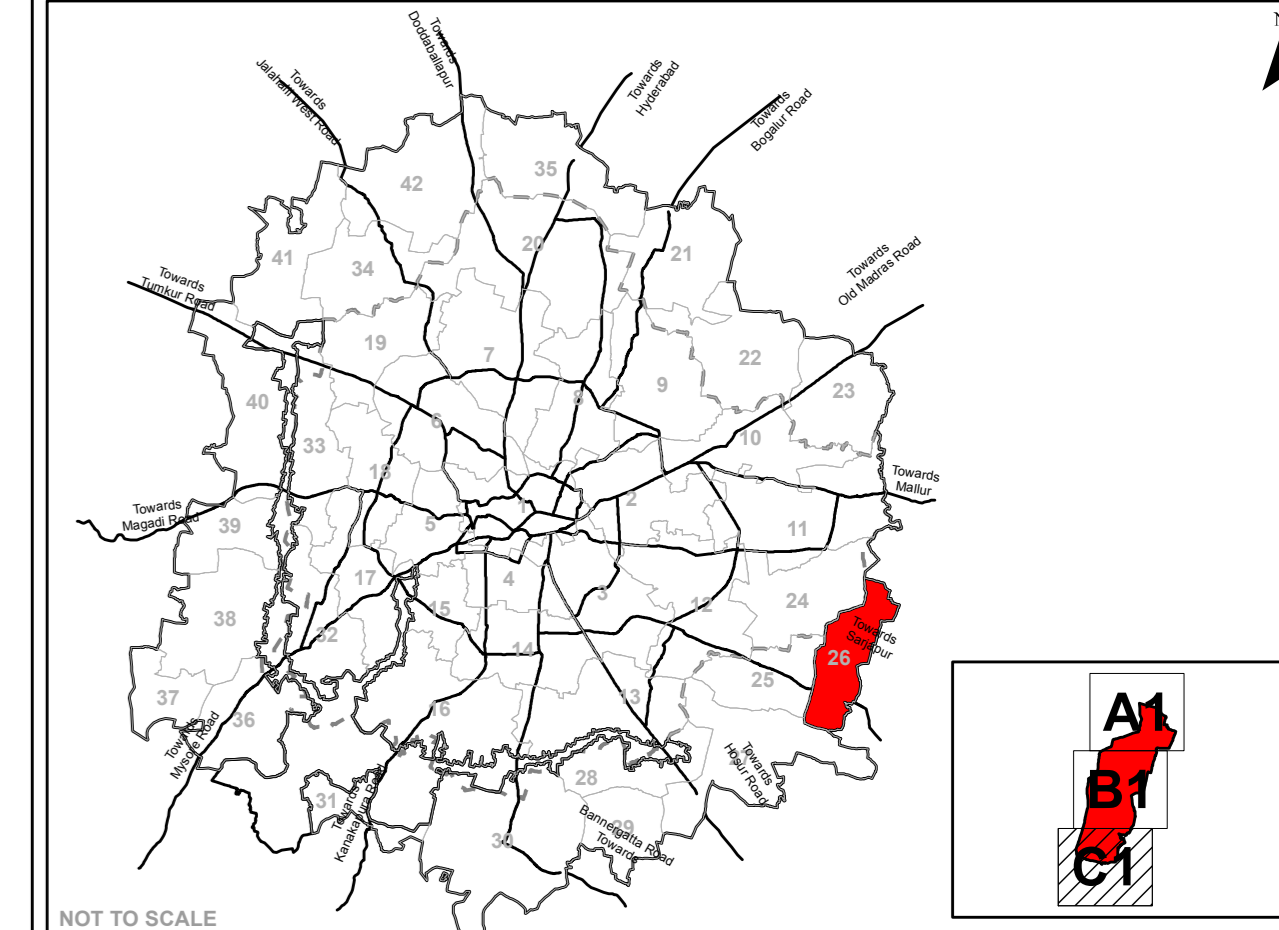 N
Towards
Doddaballapur
Towards
Jalahalli West Road
Towards
Hyderabad
Towards
Bogalur Road
35
42
20
21
41
34
Towards
Old Madras Road
Towards
Tumkur Road
19
7
22
9
23
8
40
6
10
33
18
Towards
Mallur
2
1
Towards
Magadi Road
39
5
11
17
4
3
15
12
24
38
32
Towards
Sarjapur
14
26
25
37
13
16
36
Towards
Mysore Road
Towards
Hosur Road
28
31
Towards
Kanakapura Road
29
30
Bannergatta Road
Towards
A1
B1
C1
NOT TO SCALE